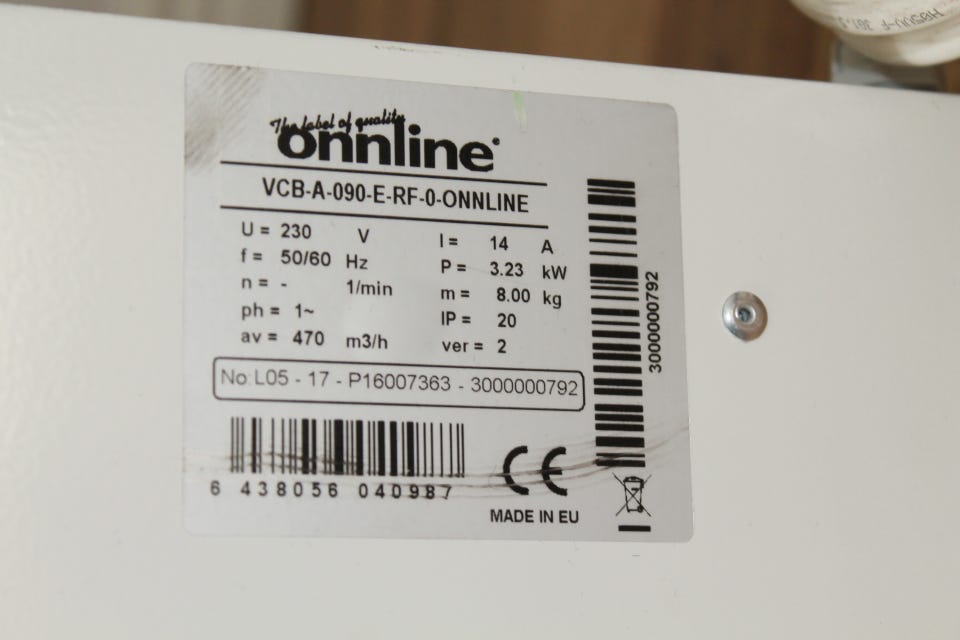 The label of quality
onnline
VCB-A-090-E-RF-0-ONNLINE
U = 230 V
f = 50/60 Hz
n = - 1/min
ph = 1~
av = 470 m3/h
I = 14 A
P = 3.23 kW
m = 8.00 kg
IP = 20
ver = 2
No: L05 - 17 - P16007363 - 3000000792
6 438056 040987
CE
MADE IN EU
3000000792
H05VV-F